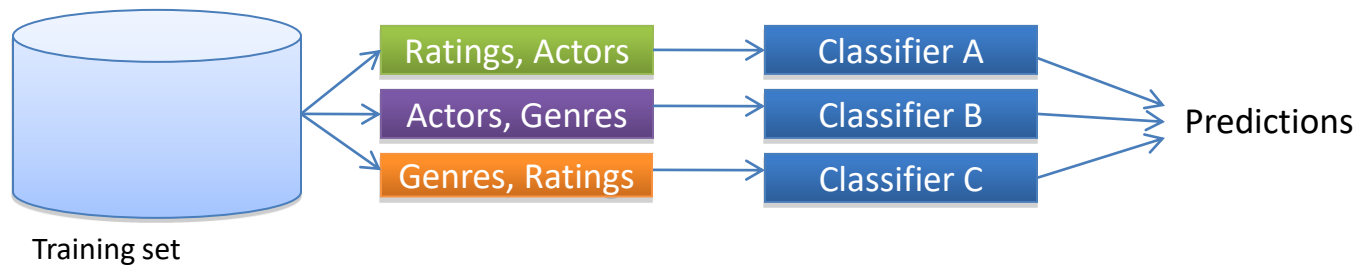 Ratings, Actors
Classifier A
Actors, Genres
Classifier B
Predictions
Genres, Ratings
Classifier C
Training set